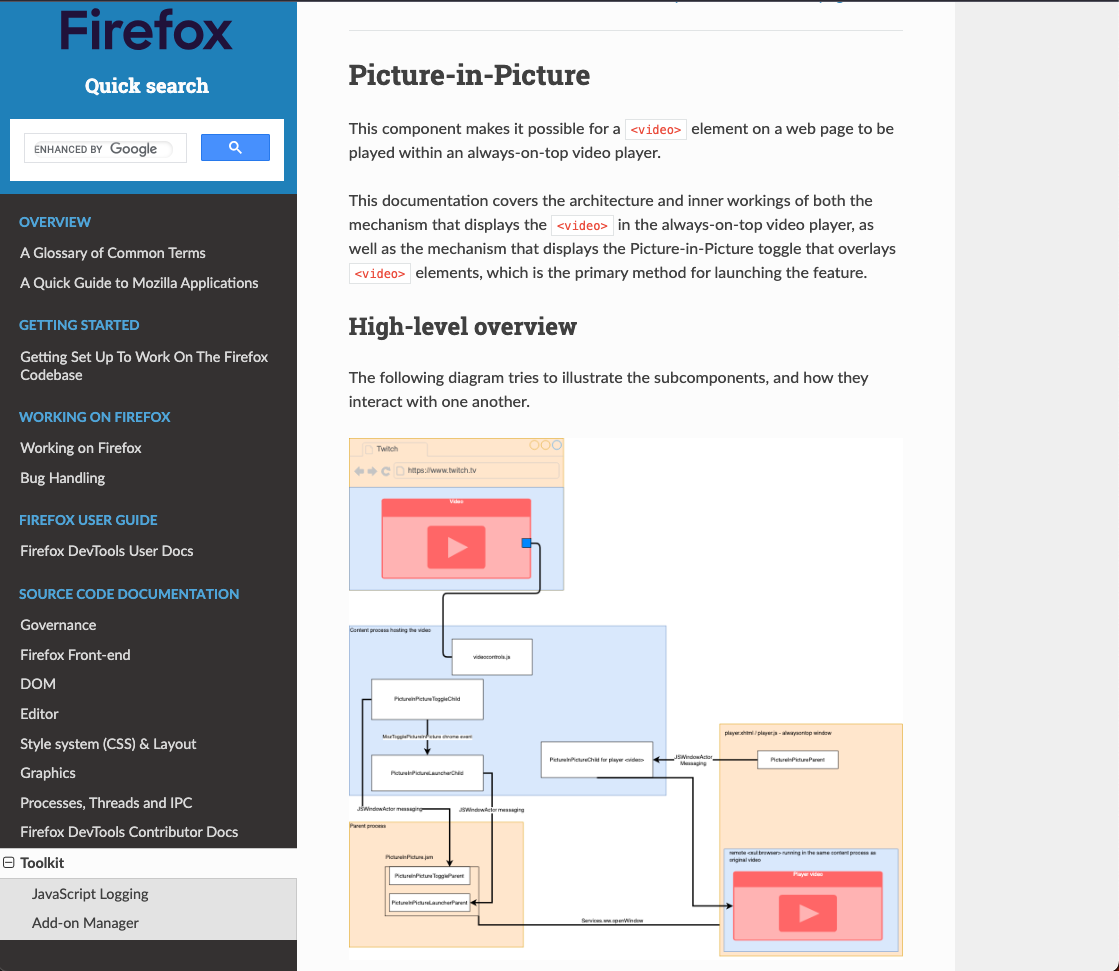 Firefox
Quick search
ENHANCED BY Google
OVERVIEW
A Glossary of Common Terms
A Quick Guide to Mozilla Applications
GETTING STARTED
Getting Set Up To Work On The Firefox
Codebase
WORKING ON FIREFOX
Working on Firefox
Bug Handling
FIREFOX USER GUIDE
Firefox DevTools User Docs
SOURCE CODE DOCUMENTATION
Governance
Firefox Front-end
DOM
Editor
Style system (CSS) & Layout
Graphics
Processes, Threads and IPC
Firefox DevTools Contributor Docs
Toolkit
JavaScript Logging
Add-on Manager
Picture-in-Picture
This component makes it possible for a <video> element on a web page to be
played within an always-on-top video player.
This documentation covers the architecture and inner workings of both the
mechanism that displays the <video> in the always-on-top video player, as
well as the mechanism that displays the Picture-in-Picture toggle that overlays
<video> elements, which is the primary method for launching the feature.
High-level overview
The following diagram tries to illustrate the subcomponents, and how they
interact with one another.
Twitch
https://www.twitch.tv
Video
Content process hosting the video
videocontrols.js
PictureInPictureToggleChild
MozTogglePictureInPicture chrome event
PictureInPictureLauncherChild
JSWindowActor messaging
JSWindowActor messaging
PictureInPictureChild for player <video>
JSWindowActor
Messaging
player.xhtml / player.js - alwaysontop window
PictureInPictureParent
Parent process
PictureInPicture.jsm
PictureInPictureToggleParent
PictureInPictureLauncherParent
Services.ww.openWindow
remote <xul:browser> running in the same content process as
original video
Player video